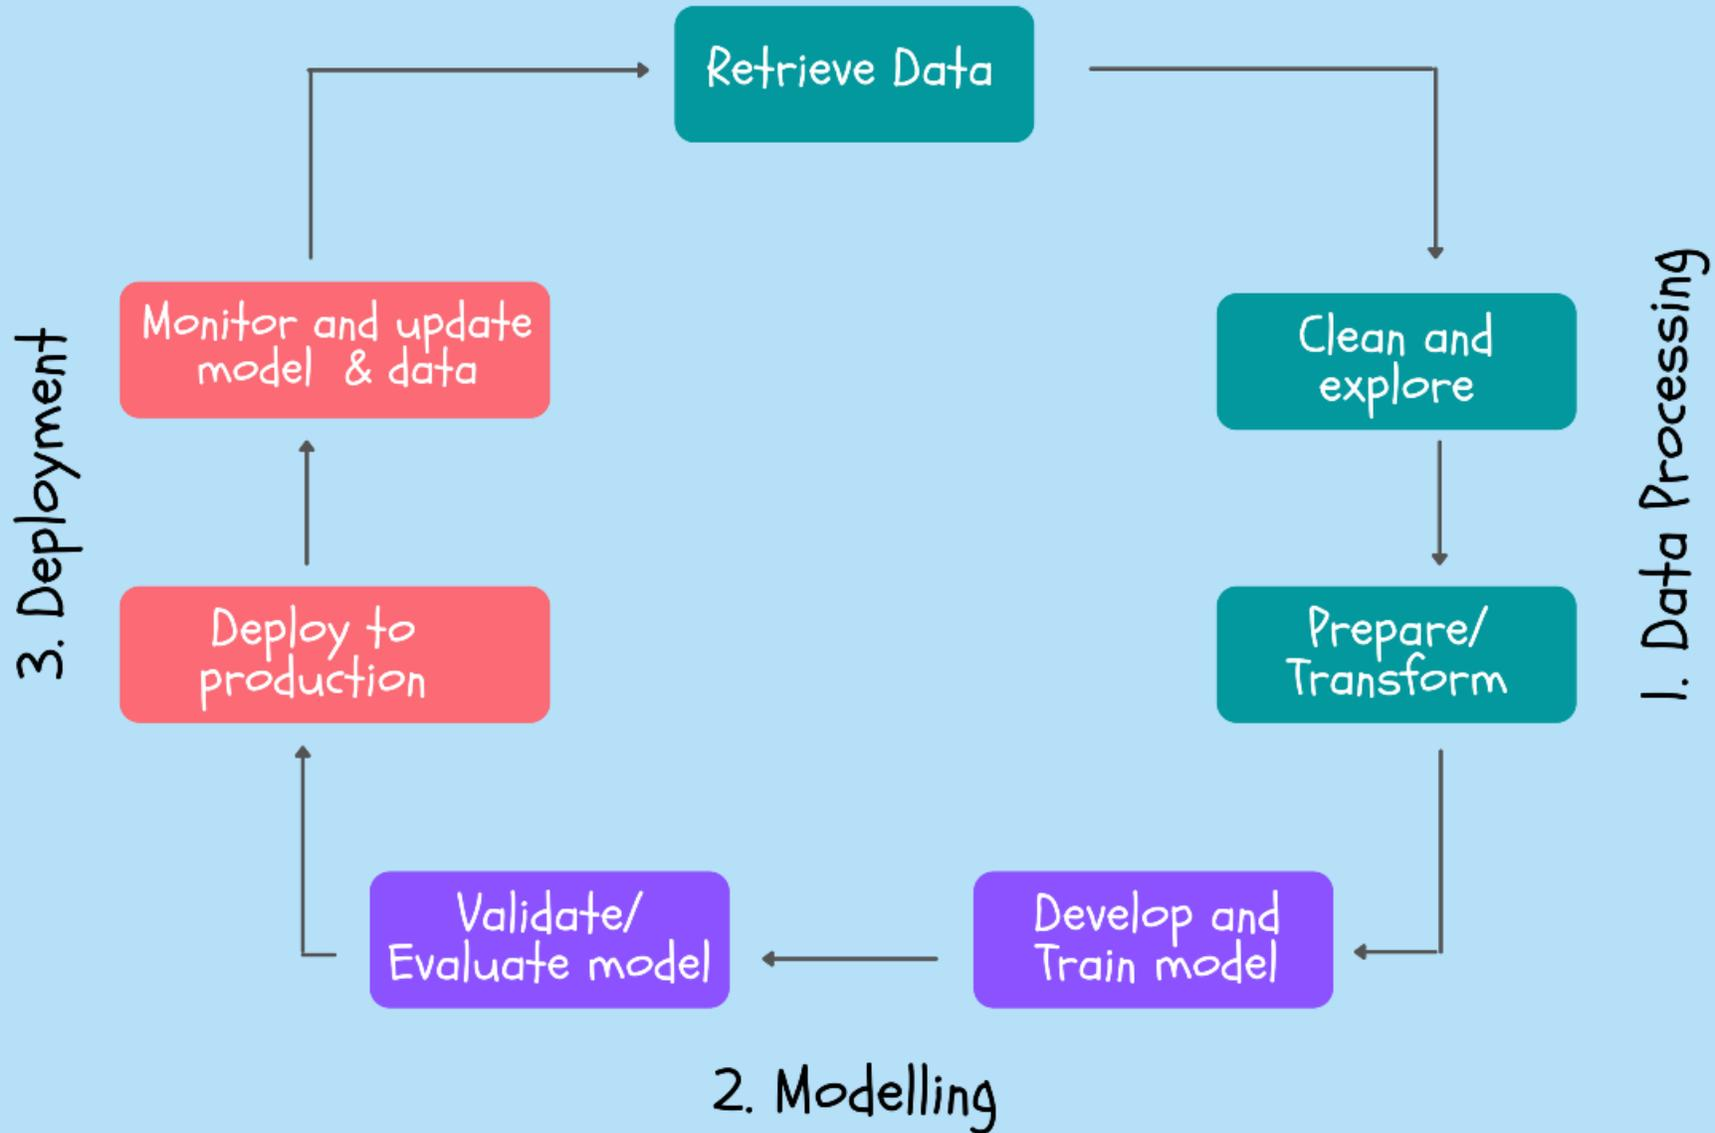 Retrieve Data
Clean and
explore
Prepare/
Transform
1. Data Processing
Develop and
Train model
Validate/
Evaluate model
2. Modelling
Deploy to
production
Monitor and update
model & data
3. Deployment